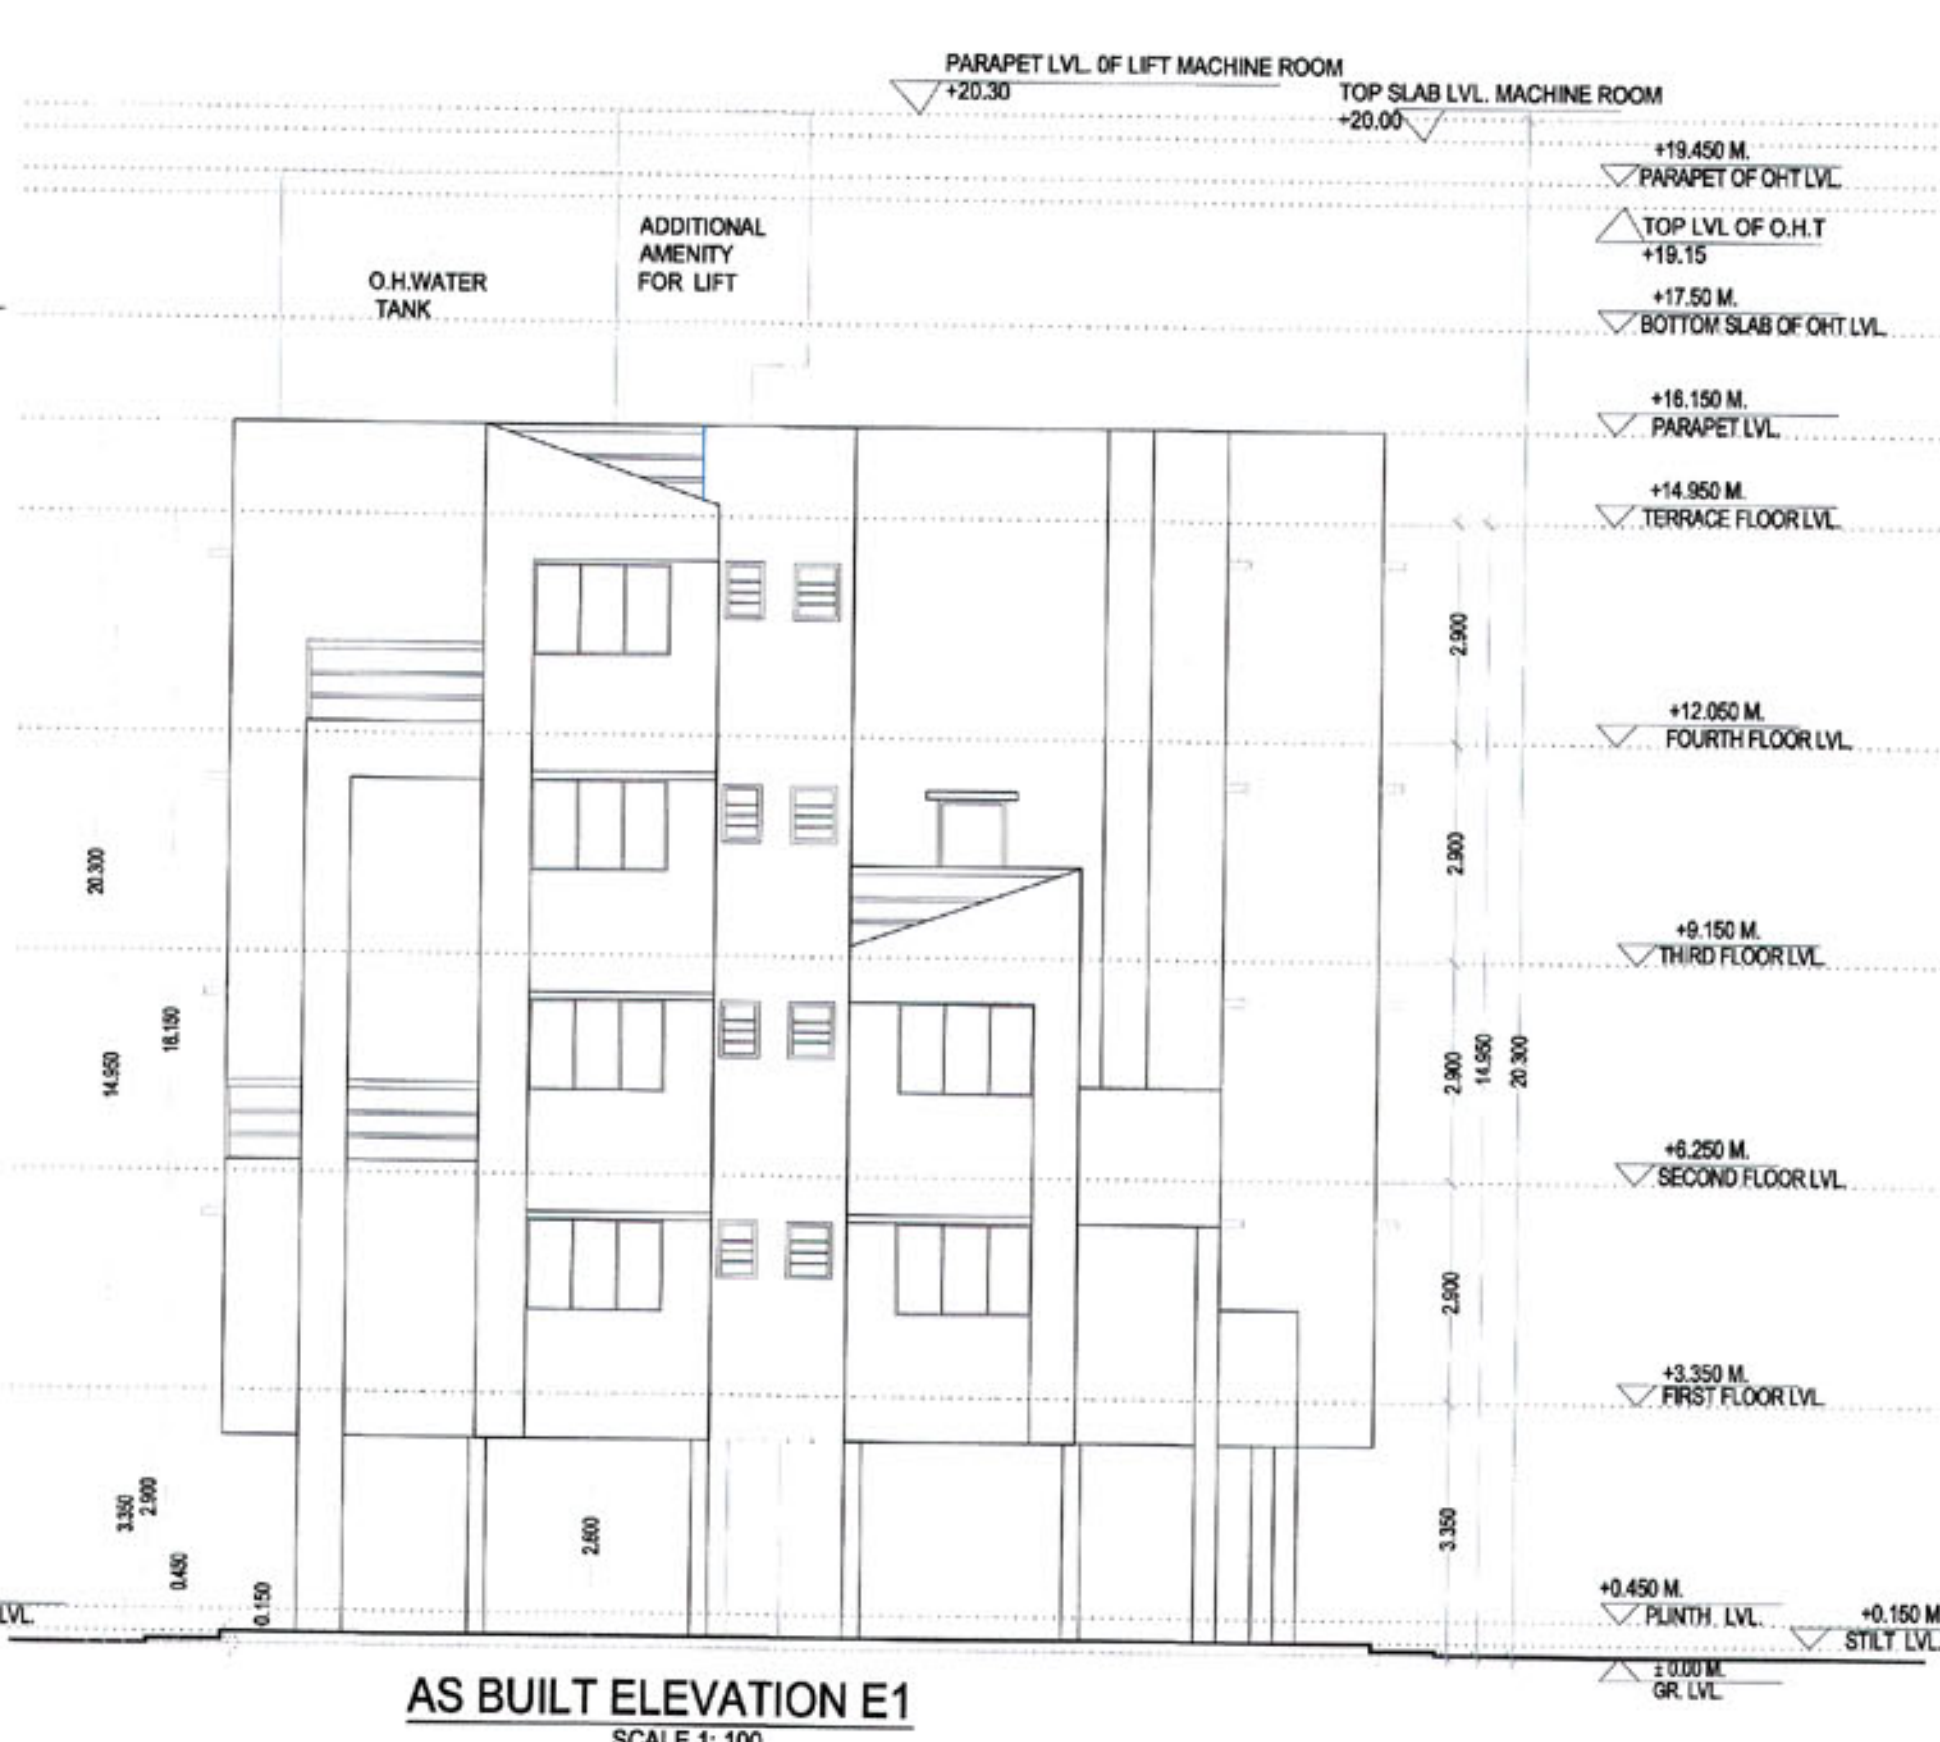 PARAPET LVL. 0F LIFT MACHINE ROOM
+20.30
TOP SLAB LVL. MACHINE ROOM
+20.00
+19.450 M.
PARAPET OF OHT LVL.
TOP LVL OF O.H.T
+19.15
+17.50 M.
BOTTOM SLAB OF OHT LVL.
+16.150 M.
PARAPET LVL.
+14.950 M.
TERRACE FLOOR LVL.
+12.050 M.
FOURTH FLOOR LVL.
+9.150 M.
THIRD FLOOR LVL.
+6.250 M.
SECOND FLOOR LVL.
+3.350 M.
FIRST FLOOR LVL.
+0.450 M.
PLINTH LVL.
+0.150 M
STILT LVL.
± 0.00 M.
GR. LVL.
ADDITIONAL
AMENITY
FOR LIFT
O.H.WATER
TANK
20.300
16.150
14.950
3.350
2.900
0.450
0.150
2.600
2.900
2.900
2.900
14.950
20.300
2.900
3.350
LVL.
AS BUILT ELEVATION E1
SCALE 1: 100